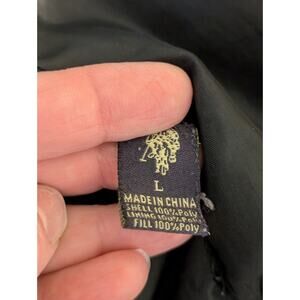 L
MADE IN CHINA
SHELL 100% Poly
LINING 100% Poly
FILL 100% Poly